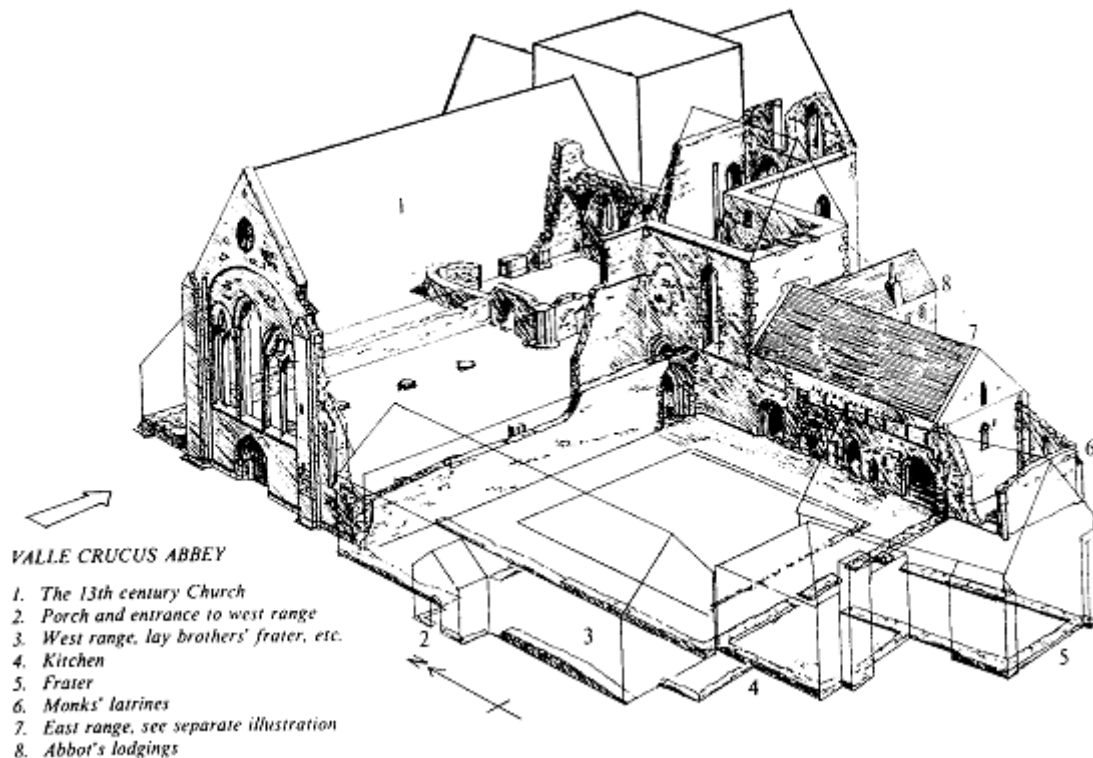 1
8
7
6
VALLE CRUCUS ABBEY
1. The 13th century Church
2. Porch and entrance to west range
3. West range, lay brothers' frater, etc.
4. Kitchen
5. Frater
6. Monks' latrines
7. East range, see separate illustration
8. Abbot's lodgings
2
3
4
5
N